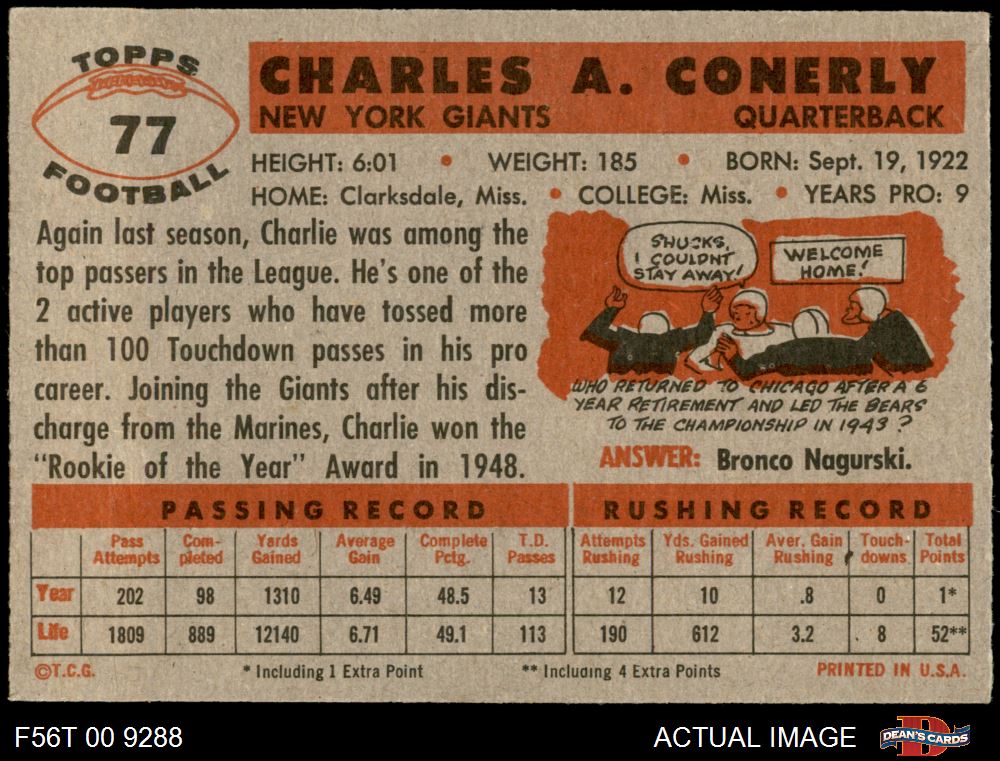 TOPPS
77
FOOTBALL
CHARLES A. CONERLY
NEW YORK GIANTS QUARTERBACK
HEIGHT: 6:01 • WEIGHT: 185 • BORN: Sept. 19, 1922
HOME: Clarksdale, Miss. • COLLEGE: Miss. • YEARS PRO: 9
Again last season, Charlie was among the
top passers in the League. He's one of the
2 active players who have tossed more
than 100 Touchdown passes in his pro
career. Joining the Giants after his dis-
charge from the Marines, Charlie won the
"Rookie of the Year" Award in 1948.
SHUCKS,
I COULDNT
STAY AWAY!
WELCOME
HOME!
WHO RETURNED TO CHICAGO AFTER A 6
YEAR RETIREMENT AND LED THE BEARS
TO THE CHAMPIONSHIP IN 1943?
ANSWER: Bronco Nagurski.
PASSING RECORD RUSHING RECORD
Pass Attempts Com-pleted Yards Gained Average Gain Complete Pctg. T.D. Passes Attempts Rushing Yds. Gained Rushing Aver. Gain Rushing Touch-downs Total Points
Year 202 98 1310 6.49 48.5 13 12 10 .8 0 1*
Life 1809 889 12140 6.71 49.1 113 190 612 3.2 8 52**
©T.C.G. * Including 1 Extra Point ** Including 4 Extra Points PRINTED IN U.S.A.
F56T 00 9288 ACTUAL IMAGE DEAN'S CARDS